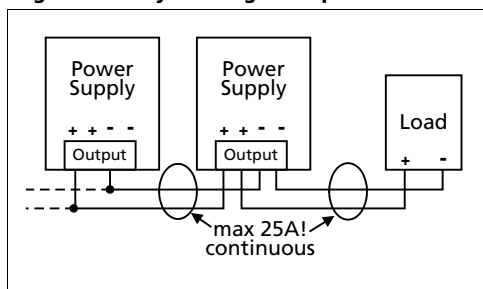 Power
Supply
+ + - -
Output
Power
Supply
+ + - -
Output
Load
+ -
max 25A!
continuous